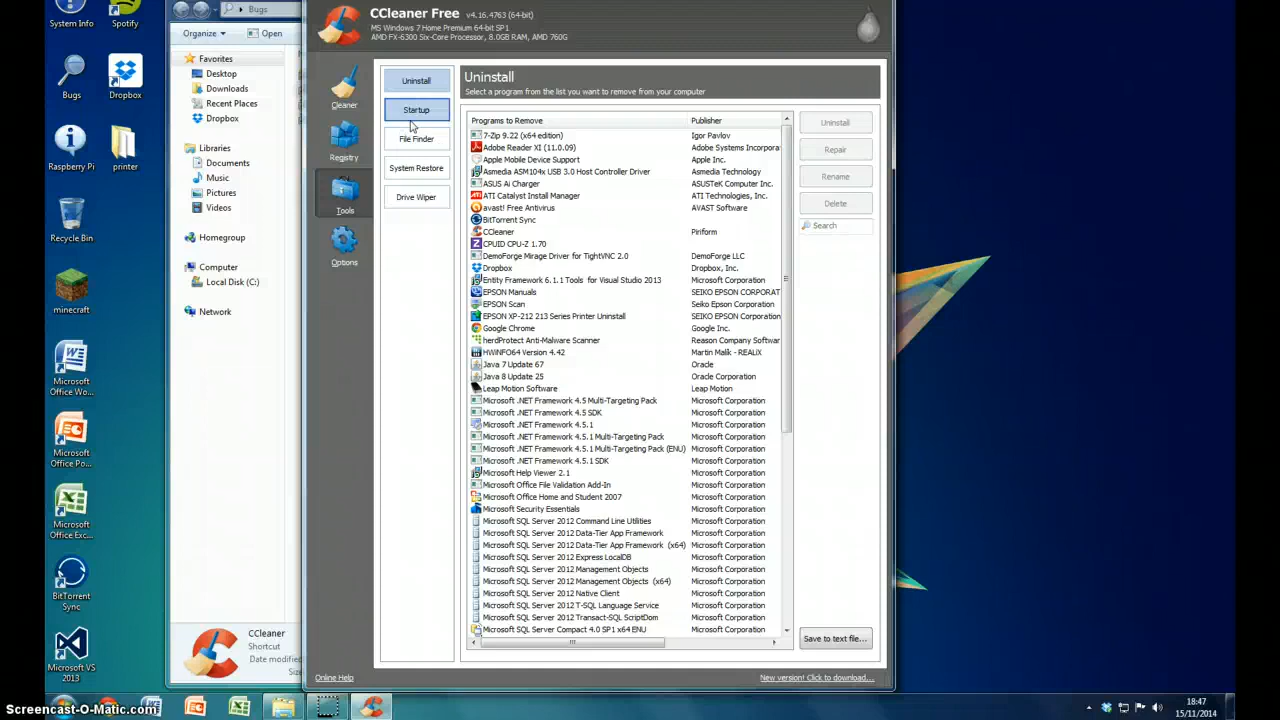 System Info
Spotify
Bugs
Dropbox
Raspberry Pi
printer
Recycle Bin
minecraft
Microsoft
Office Wo...
Microsoft
Office Po...
Microsoft
Office Exc...
BitTorrent
Sync
Microsoft VS
2013
Bugs
Organize
Open
Favorites
Desktop
Downloads
Recent Places
Dropbox
Libraries
Documents
Music
Pictures
Videos
Homegroup
Computer
Local Disk (C:)
Network
CCleaner
Shortcut
Date modified
Siz
CCleaner Free v4.16.4763 (64-bit)
MS Windows 7 Home Premium 64-bit SP1
AMD FX-6300 Six-Core Processor, 8.0GB RAM, AMD 760G
Cleaner
Registry
Tools
Options
Uninstall
Startup
File Finder
System Restore
Drive Wiper
Uninstall
Select a program from the list you want to remove from your computer
Programs to Remove Publisher
7-Zip 9.22 (x64 edition) Igor Pavlov
Adobe Reader XI (11.0.09) Adobe Systems Incorpora
Apple Mobile Device Support Apple Inc.
Asmedia ASM104x USB 3.0 Host Controller Driver Asmedia Technology
ASUS Ai Charger ASUSTeK Computer Inc.
ATI Catalyst Install Manager ATI Technologies, Inc.
avast! Free Antivirus AVAST Software
BitTorrent Sync
CCleaner Piriform
CPUID CPU-Z 1.70
DemoForge Mirage Driver for TightVNC 2.0 DemoForge LLC
Dropbox Dropbox, Inc.
Entity Framework 6.1.1 Tools for Visual Studio 2013 Microsoft Corporation
EPSON Manuals SEIKO EPSON CORPORAT
EPSON Scan Seiko Epson Corporation
EPSON XP-212 213 Series Printer Uninstall SEIKO EPSON Corporation
Google Chrome Google Inc.
herdProtect Anti-Malware Scanner Reason Company Softwar
HWiNFO64 Version 4.42 Martin Malík - REALiX
Java 7 Update 67 Oracle
Java 8 Update 25 Oracle Corporation
Leap Motion Software Leap Motion
Microsoft .NET Framework 4.5 Multi-Targeting Pack Microsoft Corporation
Microsoft .NET Framework 4.5 SDK Microsoft Corporation
Microsoft .NET Framework 4.5.1 Microsoft Corporation
Microsoft .NET Framework 4.5.1 Multi-Targeting Pack Microsoft Corporation
Microsoft .NET Framework 4.5.1 Multi-Targeting Pack (ENU) Microsoft Corporation
Microsoft .NET Framework 4.5.1 SDK Microsoft Corporation
Microsoft Help Viewer 2.1 Microsoft Corporation
Microsoft Office File Validation Add-In Microsoft Corporation
Microsoft Office Home and Student 2007 Microsoft Corporation
Microsoft Security Essentials Microsoft Corporation
Microsoft SQL Server 2012 Command Line Utilities Microsoft Corporation
Microsoft SQL Server 2012 Data-Tier App Framework Microsoft Corporation
Microsoft SQL Server 2012 Data-Tier App Framework (x64) Microsoft Corporation
Microsoft SQL Server 2012 Express LocalDB Microsoft Corporation
Microsoft SQL Server 2012 Management Objects Microsoft Corporation
Microsoft SQL Server 2012 Management Objects (x64) Microsoft Corporation
Microsoft SQL Server 2012 Native Client Microsoft Corporation
Microsoft SQL Server 2012 T-SQL Language Service Microsoft Corporation
Microsoft SQL Server 2012 Transact-SQL ScriptDom Microsoft Corporation
Microsoft SQL Server Compact 4.0 SP1 x64 ENU Microsoft Corporation
Uninstall
Repair
Rename
Delete
Search
Save to text file...
Online Help
New version! Click to download...
18:47
15/11/2014
Screencast-O-Matic.com